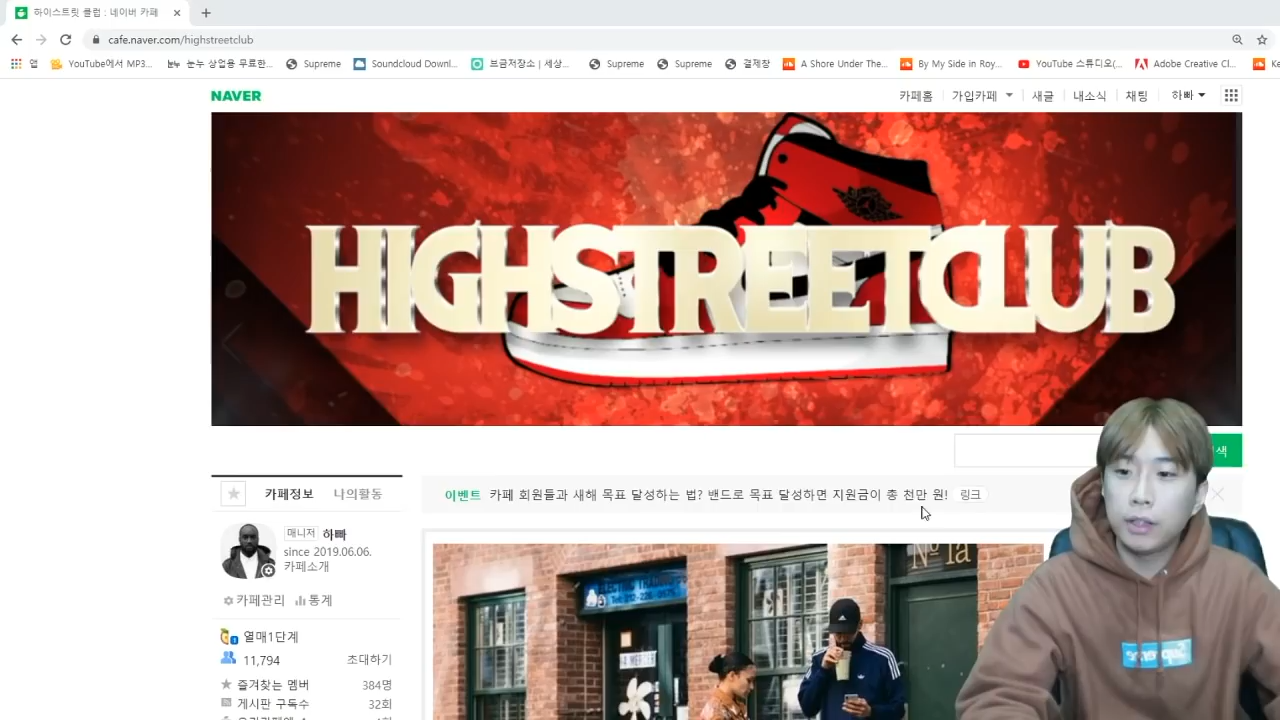 하이스트릿 클럽 : 네이버 카페
cafe.naver.com/highstreetclub
앱 YouTube에서 MP3... 눈누 상업용 무료한... Supreme Soundcloud Downl... 브금저장소 | 세상... Supreme Supreme 결제창 A Shore Under The... By My Side in Roy... YouTube 스튜디오(... Adobe Creative Cl... Ke
NAVER 카페홈 가입카페 새글 내소식 채팅 하빠
HIGHSTREETCLUB
색
카페정보 나의활동
이벤트 카페 회원들과 새해 목표 달성하는 법? 밴드로 목표 달성하면 지원금이 총 천만 원! 링크
매니저 하빠
since 2019.06.06.
카페소개
카페관리 통계
열매1단계
11,794 초대하기
즐겨찾는 멤버 384명
게시판 구독수 32회